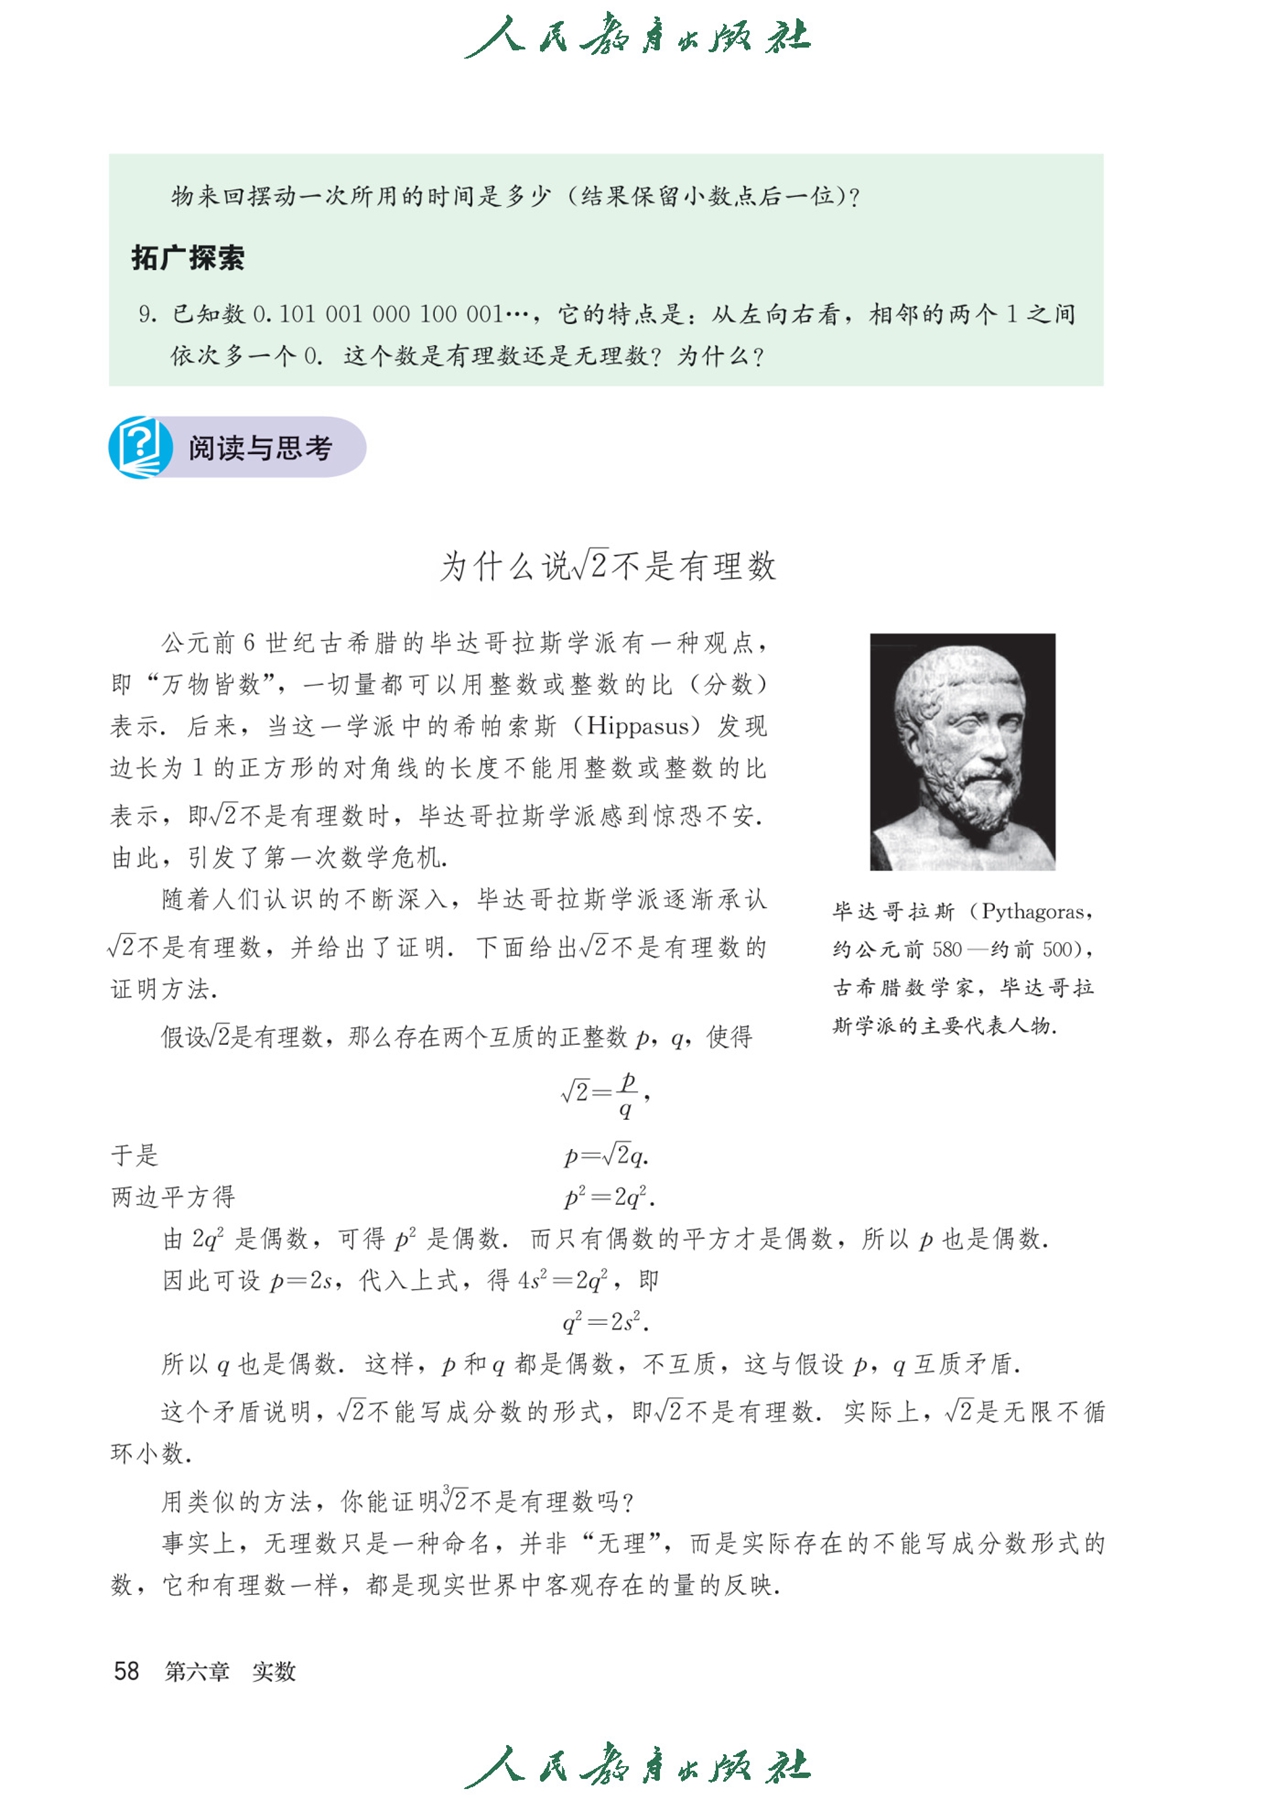 人民教育出版社
物来回摆动一次所用的时间是多少（结果保留小数点后一位）？
拓广探索
9. 已知数 0.101 001 000 100 001…，它的特点是：从左向右看，相邻的两个 1 之间
依次多一个 0. 这个数是有理数还是无理数？为什么？
阅读与思考
为什么说√2不是有理数
公元前 6 世纪古希腊的毕达哥拉斯学派有一种观点，
即“万物皆数”，一切量都可以用整数或整数的比（分数）
表示. 后来，当这一学派中的希帕索斯（Hippasus）发现
边长为 1 的正方形的对角线的长度不能用整数或整数的比
表示，即√2不是有理数时，毕达哥拉斯学派感到惊恐不安.
由此，引发了第一次数学危机.
随着人们认识的不断深入，毕达哥拉斯学派逐渐承认
√2不是有理数，并给出了证明. 下面给出√2不是有理数的
证明方法.
毕达哥拉斯（Pythagoras，
约公元前 580—约前 500），
古希腊数学家，毕达哥拉
斯学派的主要代表人物.
假设√2是有理数，那么存在两个互质的正整数 p，q，使得
√2=p/q，
于是 p=√2q.
两边平方得 p²=2q².
由 2q² 是偶数，可得 p² 是偶数. 而只有偶数的平方才是偶数，所以 p 也是偶数.
因此可设 p=2s，代入上式，得 4s²=2q²，即
q²=2s².
所以 q 也是偶数. 这样，p 和 q 都是偶数，不互质，这与假设 p，q 互质矛盾.
这个矛盾说明，√2不能写成分数的形式，即√2不是有理数. 实际上，√2是无限不循
环小数.
用类似的方法，你能证明∛2不是有理数吗？
事实上，无理数只是一种命名，并非“无理”，而是实际存在的不能写成分数形式的
数，它和有理数一样，都是现实世界中客观存在的量的反映.
58 第六章 实数
人民教育出版社